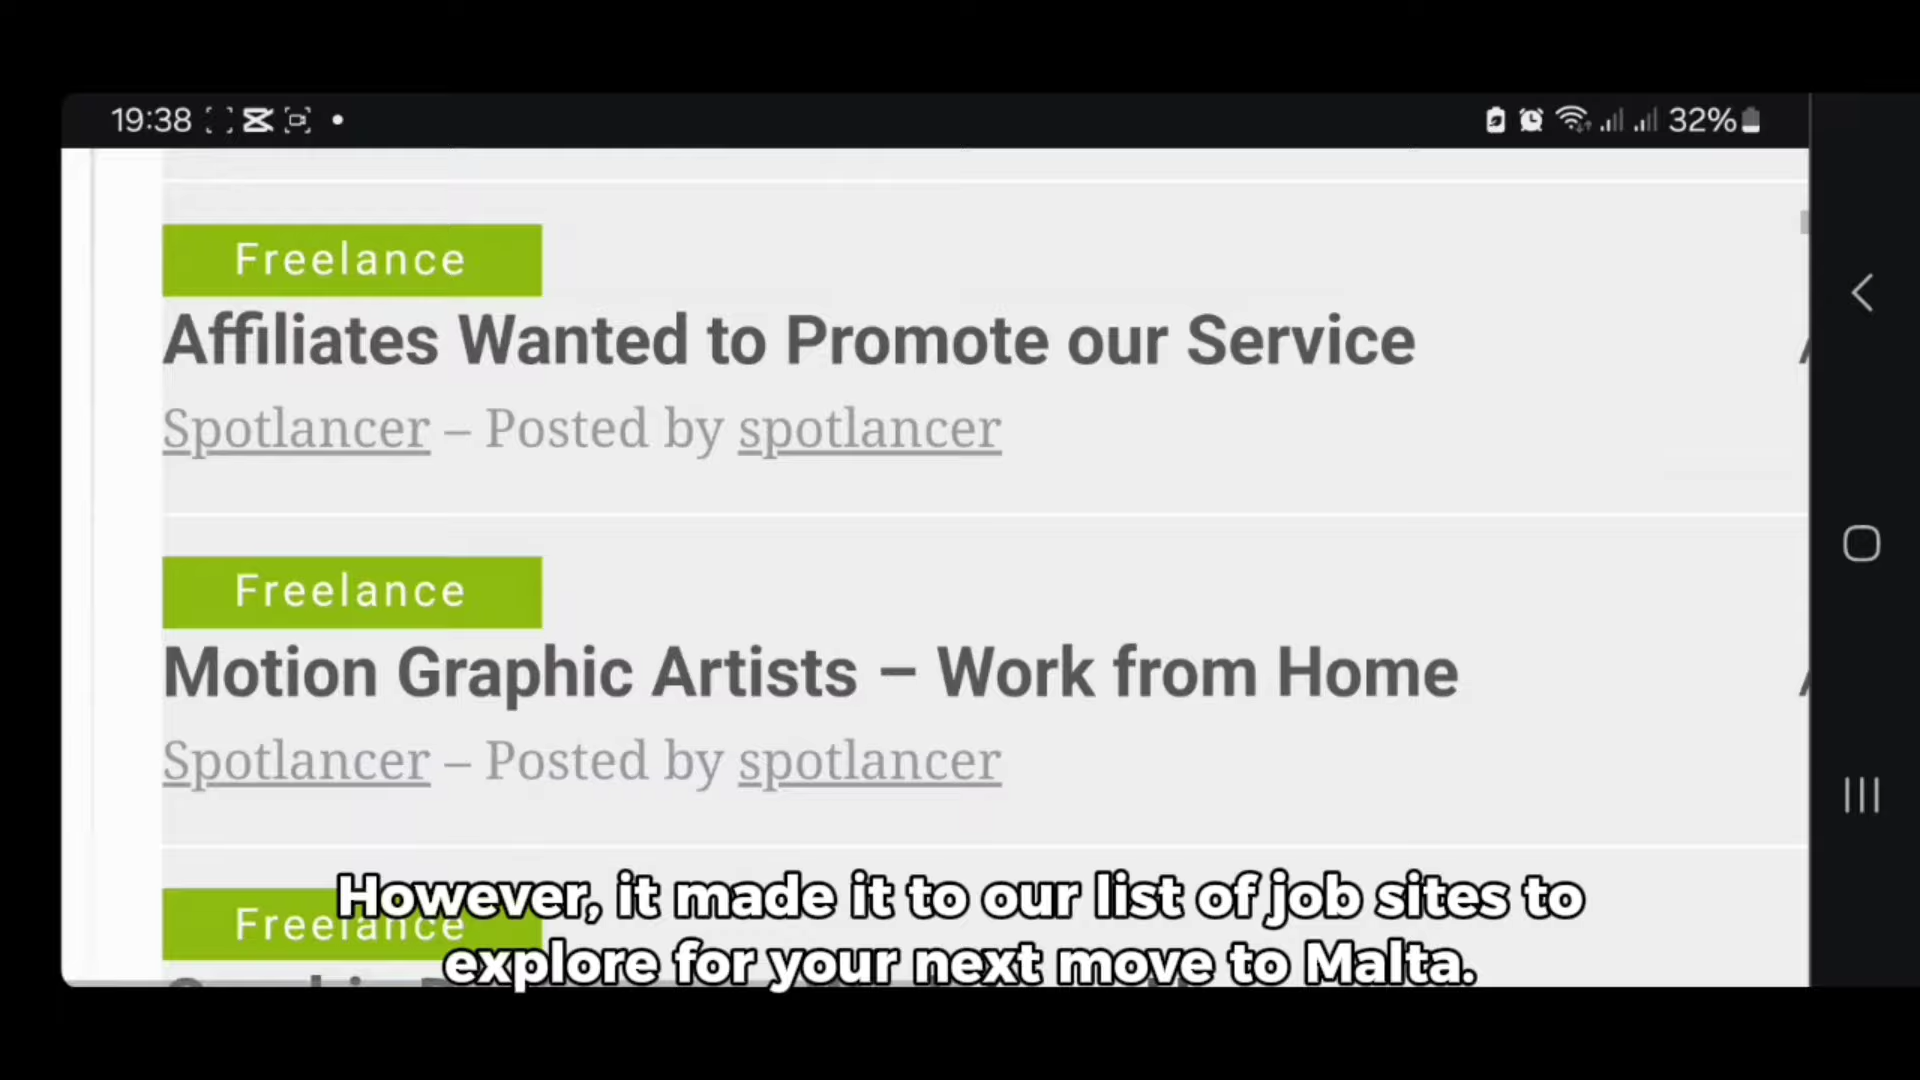 19:38
32%
Freelance
Affiliates Wanted to Promote our Service
Spotlancer – Posted by spotlancer
Freelance
Motion Graphic Artists – Work from Home
Spotlancer – Posted by spotlancer
Freelance
However, it made it to our list of job sites to
explore for your next move to Malta.